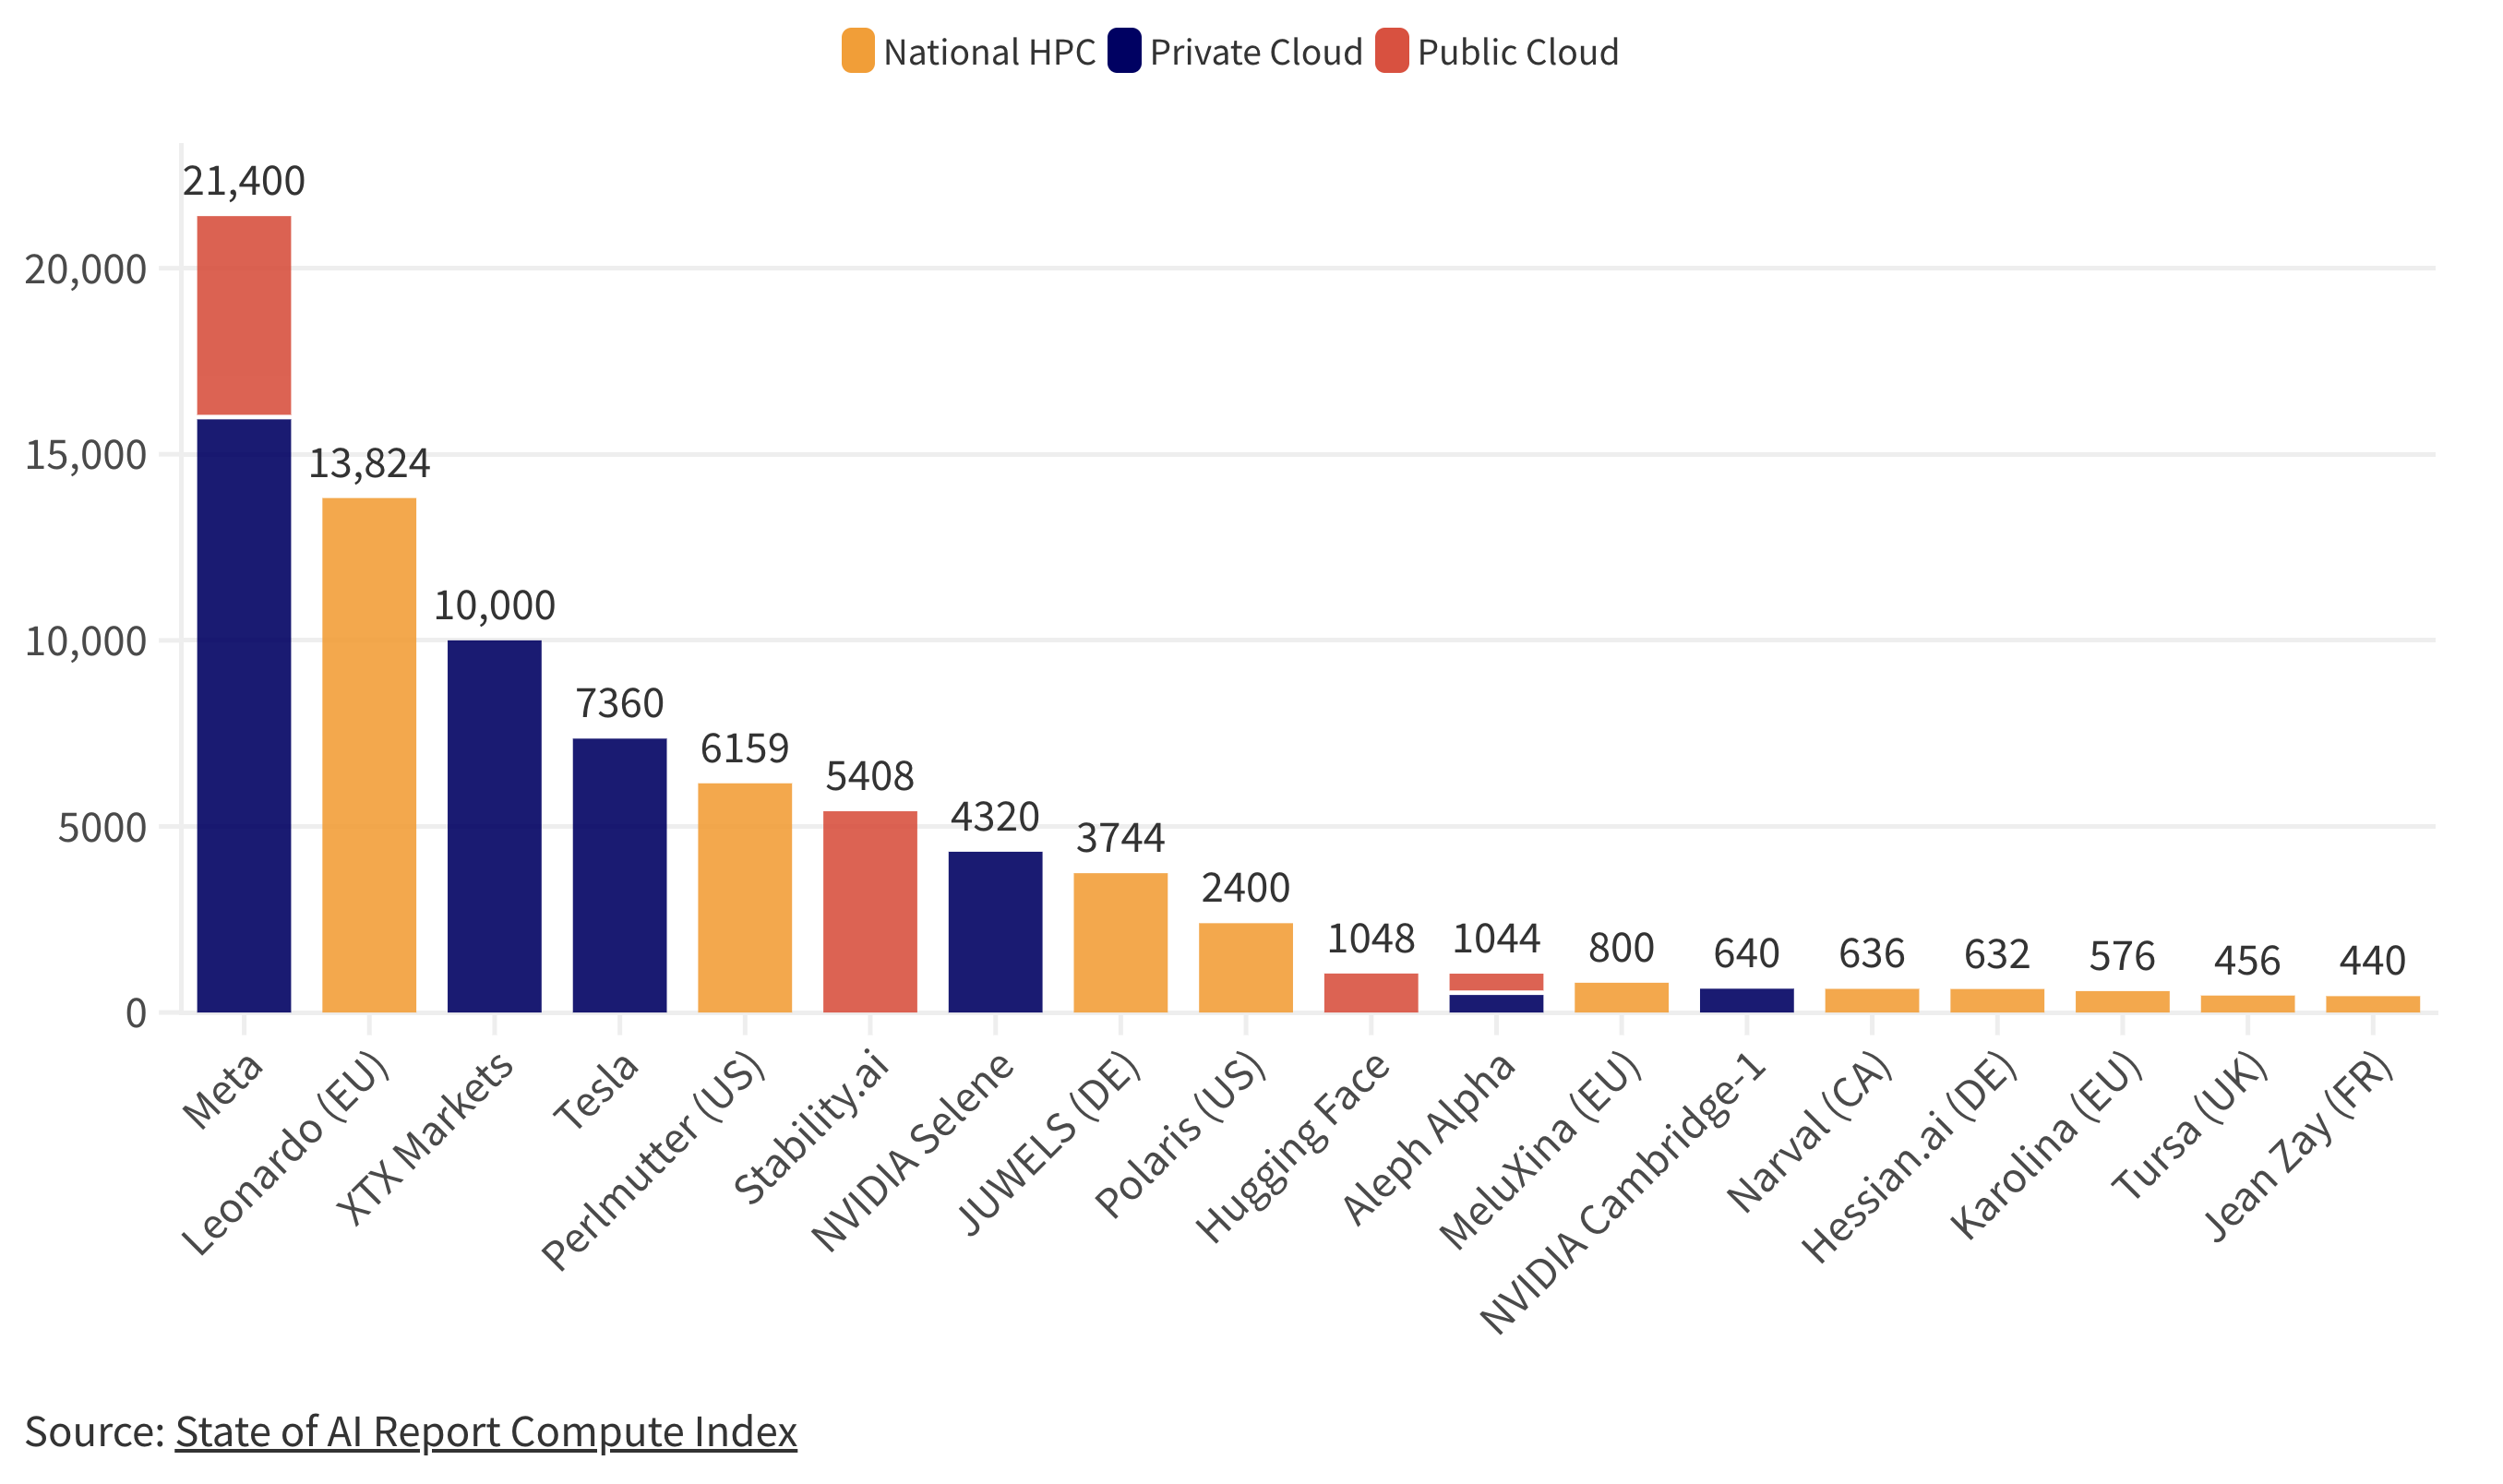 National HPC Private Cloud Public Cloud
21,400
20,000
15,000
13,824
10,000
10,000
7360
6159
5408
5000
4320
3744
2400
1048
1044
800
640
636
632
576
456
440
0
Meta
Leonardo (EU)
XTX Markets
Tesla
Perlmutter (US)
Stability.ai
NVIDIA Selene
JUWELS (DE)
Polaris (US)
Hugging Face
Aleph Alpha
MeluXina (EU)
NVIDIA Cambridge-1
Narval (CA)
Hessian.ai (DE)
Karolina (EU)
Tursa (UK)
Jean Zay (FR)
Source: State of AI Report Compute Index